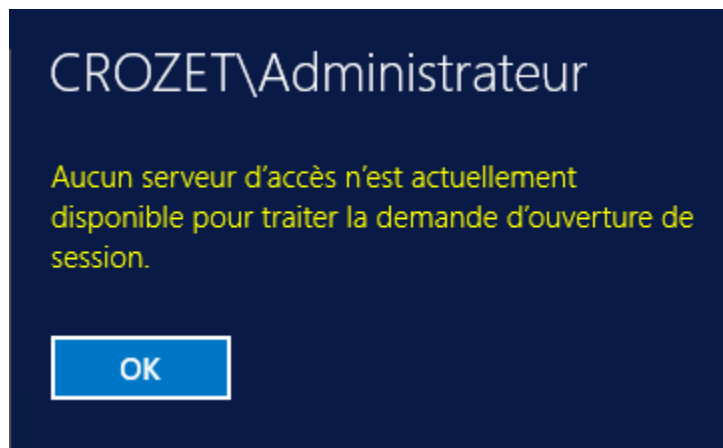 CROZET\Administrateur
Aucun serveur d’accès n’est actuellement
disponible pour traiter la demande d’ouverture de
session.
OK